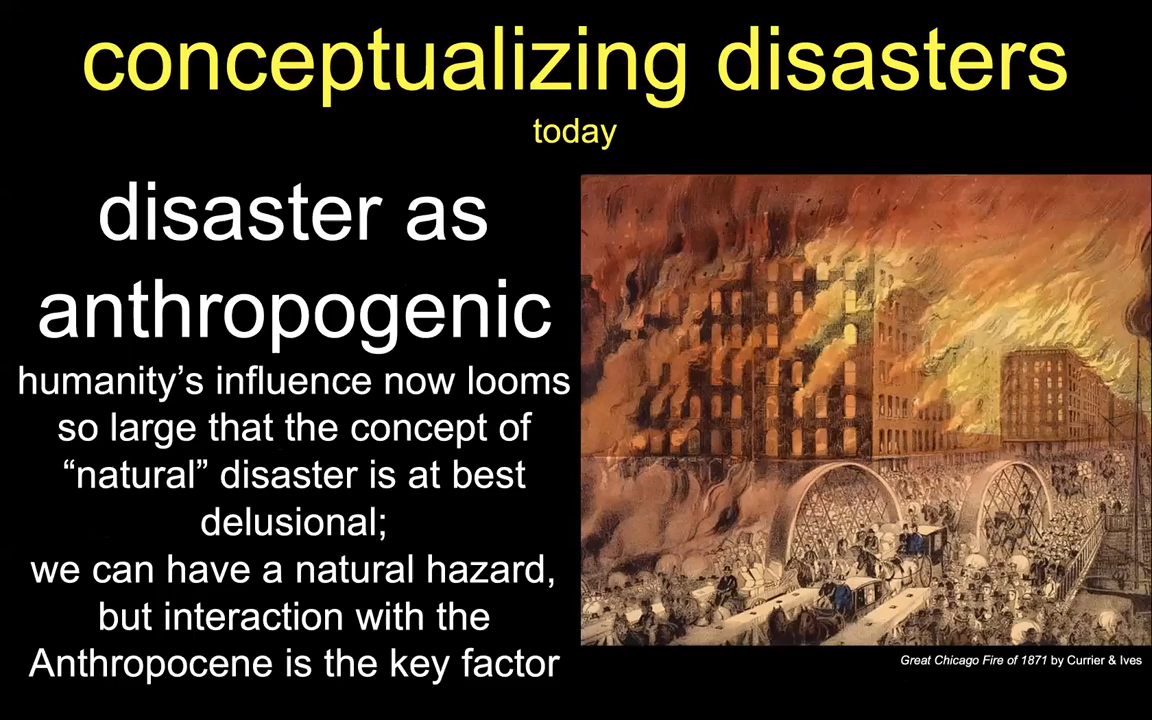 conceptualizing disasters
today
disaster as
anthropogenic
humanity’s influence now looms
so large that the concept of
“natural” disaster is at best
delusional;
we can have a natural hazard,
but interaction with the
Anthropocene is the key factor
Great Chicago Fire of 1871 by Currier & Ives